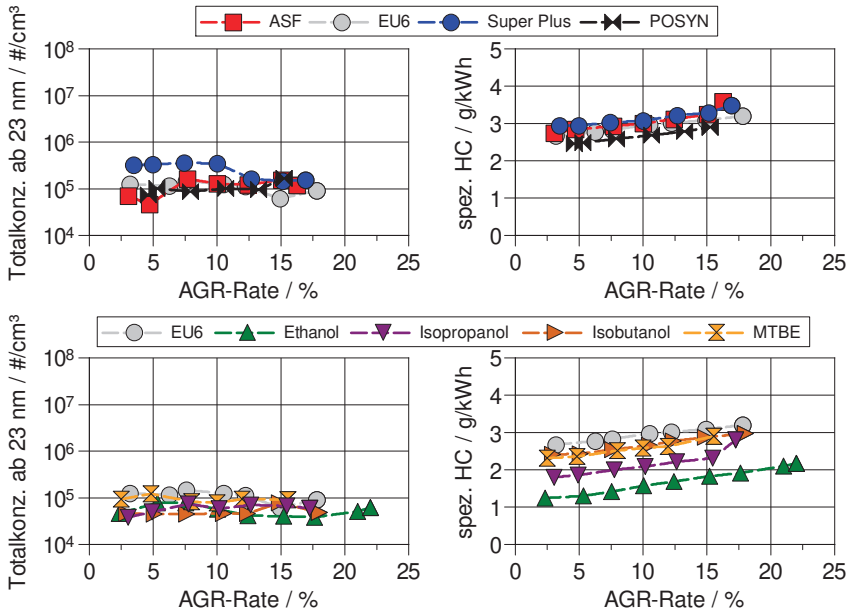 ASF EU6 Super Plus POSYN
Totalkonz. ab 23 nm / #/cm³
10⁸
10⁷
10⁶
10⁵
10⁴
0 5 10 15 20 25
AGR-Rate / %
spez. HC / g/kWh
5
4
3
2
1
0
0 5 10 15 20 25
AGR-Rate / %
EU6 Ethanol Isopropanol Isobutanol MTBE
Totalkonz. ab 23 nm / #/cm³
10⁸
10⁷
10⁶
10⁵
10⁴
0 5 10 15 20 25
AGR-Rate / %
spez. HC / g/kWh
5
4
3
2
1
0
0 5 10 15 20 25
AGR-Rate / %